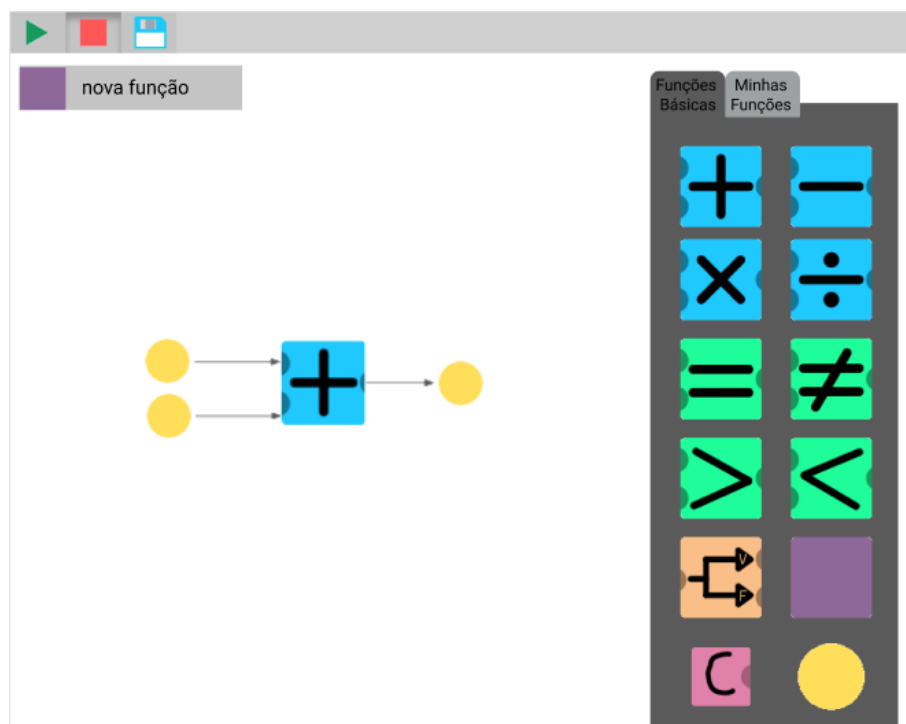 nova função
Funções
Básicas
Minhas
Funções
+
−
×
÷
=
≠
>
<
V
F
C
+